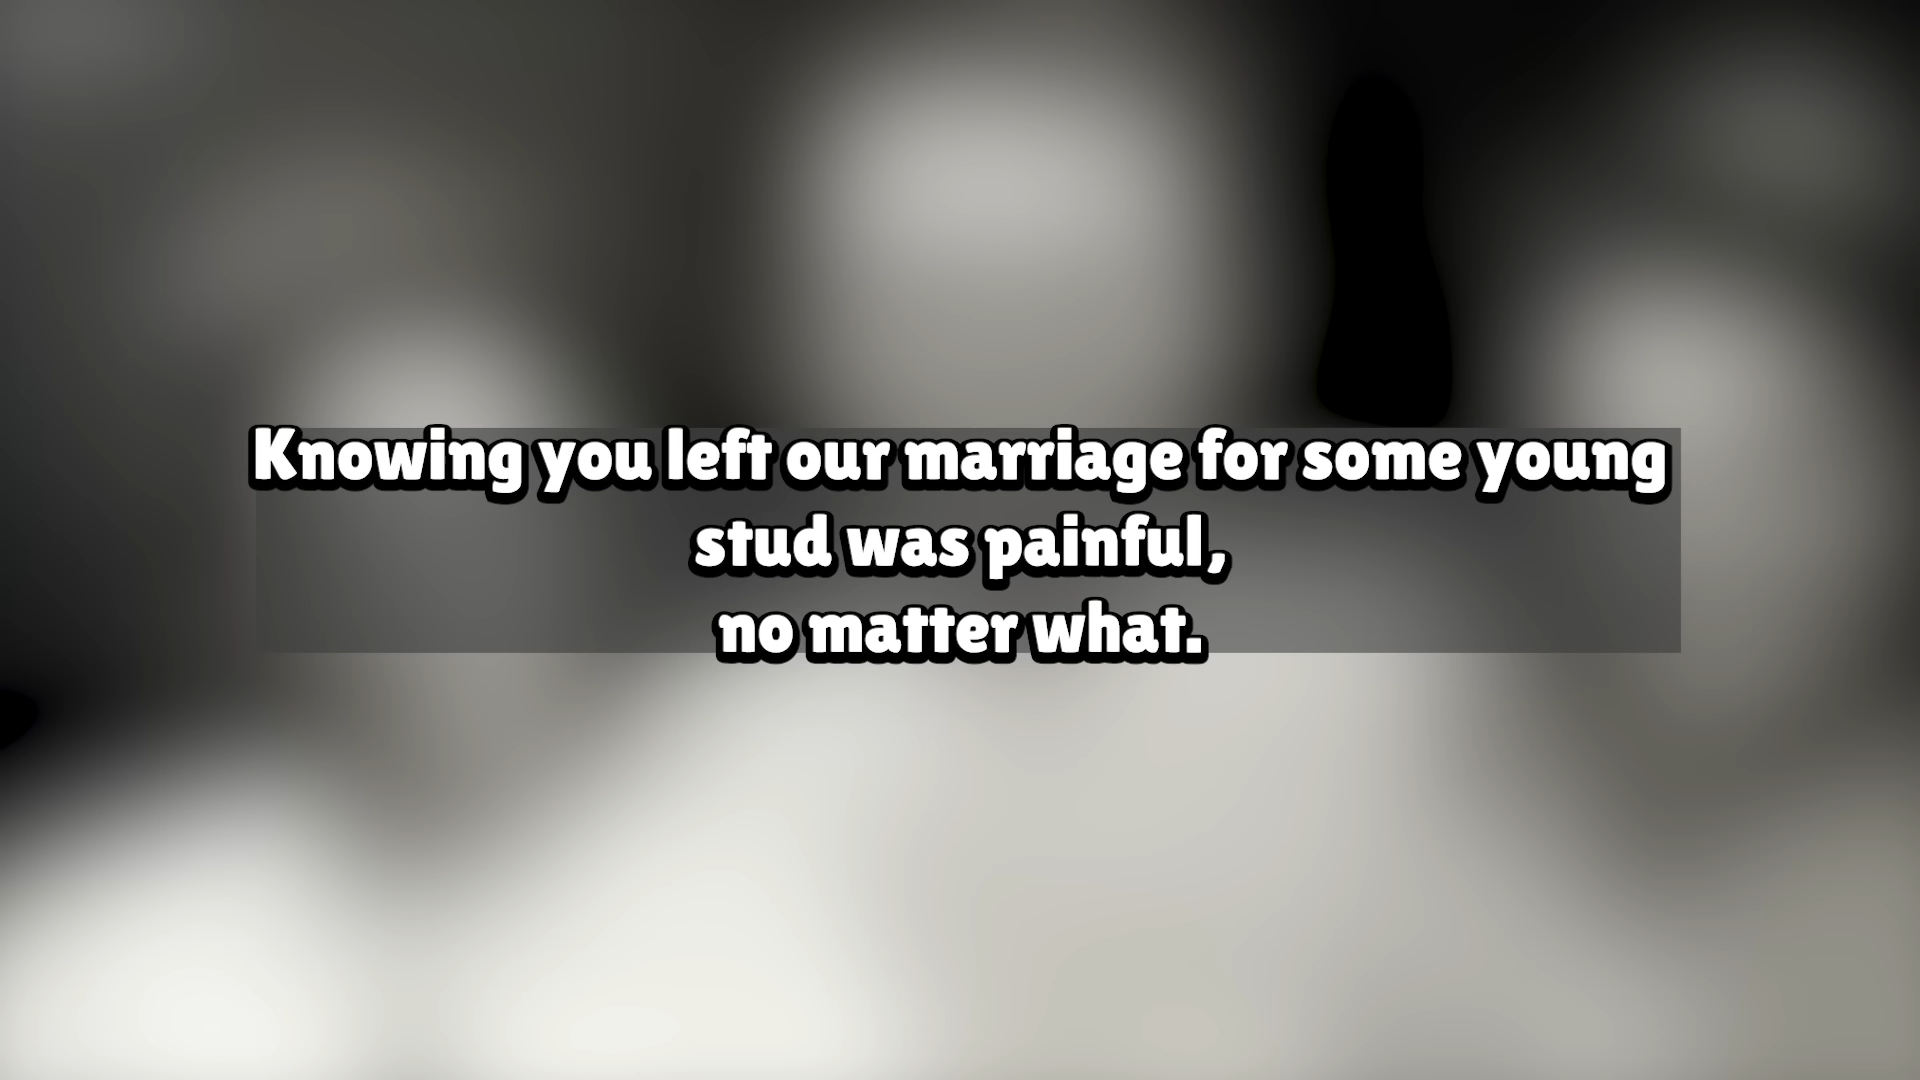 Knowing you left our marriage for some young
stud was painful,
no matter what.